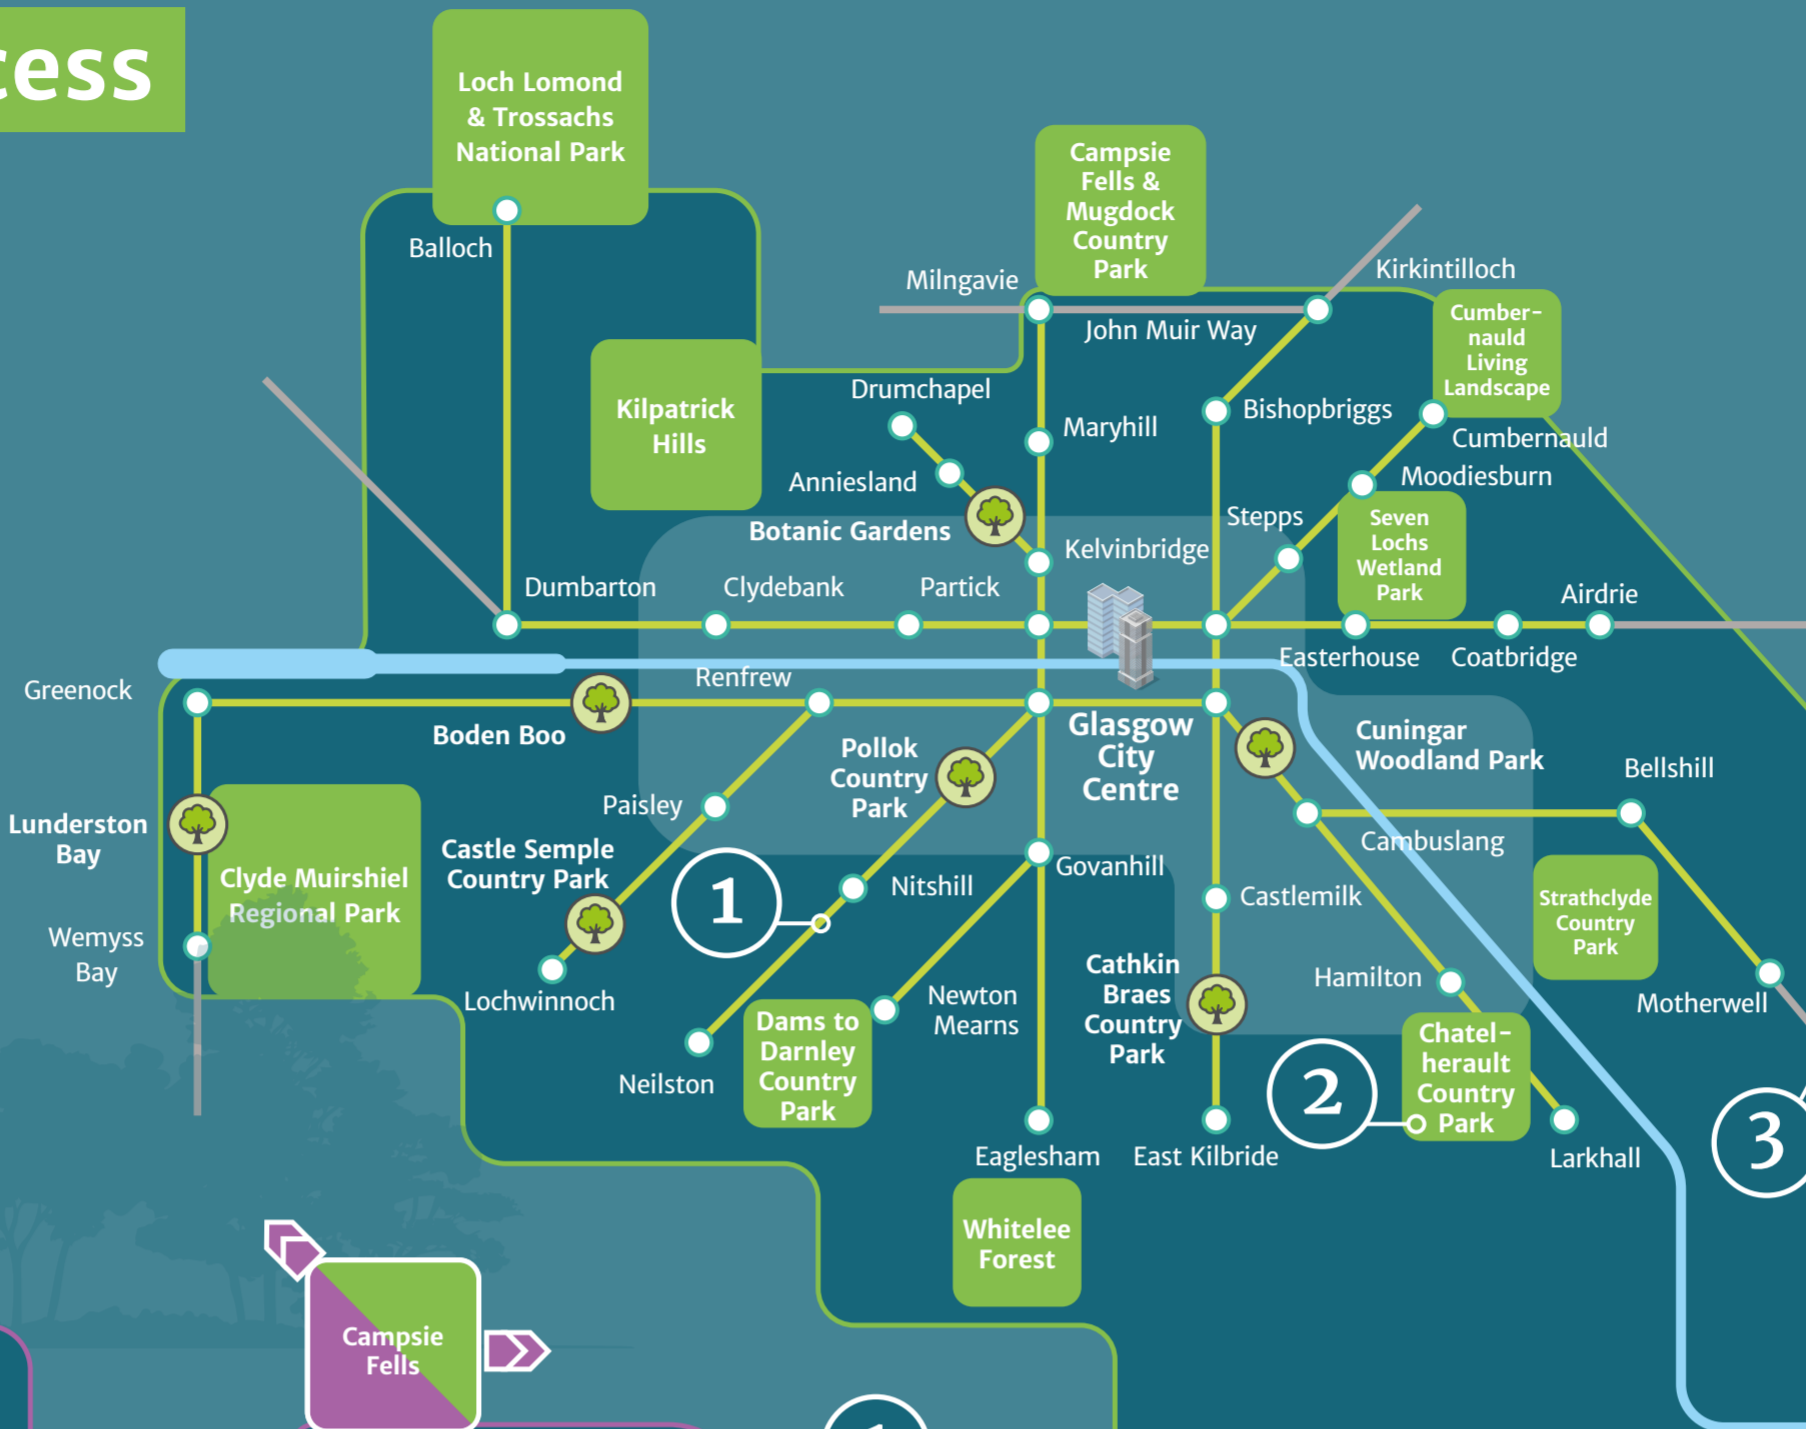 cess
Loch Lomond
& Trossachs
National Park
Balloch
Campsie
Fells &
Mugdock
Country
Park
Milngavie
Kirkintilloch
John Muir Way
Cumber-
nauld
Living
Landscape
Kilpatrick
Hills
Drumchapel
Maryhill
Bishopbriggs
Cumbernauld
Anniesland
Moodiesburn
Botanic Gardens
Kelvinbridge
Stepps
Seven
Lochs
Wetland
Park
Dumbarton
Clydebank
Partick
Airdrie
Easterhouse
Coatbridge
Greenock
Renfrew
Boden Boo
Glasgow
City
Centre
Pollok
Country
Park
Cuningar
Woodland Park
Bellshill
Paisley
Lunderston
Bay
Castle Semple
Country Park
Cambuslang
Govanhill
Clyde Muirshiel
Regional Park
1
Nitshill
Castlemilk
Strathclyde
Country
Park
Wemyss
Bay
Lochwinnoch
Cathkin
Braes
Country
Park
Hamilton
Motherwell
Newton
Mearns
Dams to
Darnley
Country
Park
Neilston
2
Chatel-
herault
Country
Park
3
Eaglesham
East Kilbride
Larkhall
Whitelee
Forest
Campsie
Fells